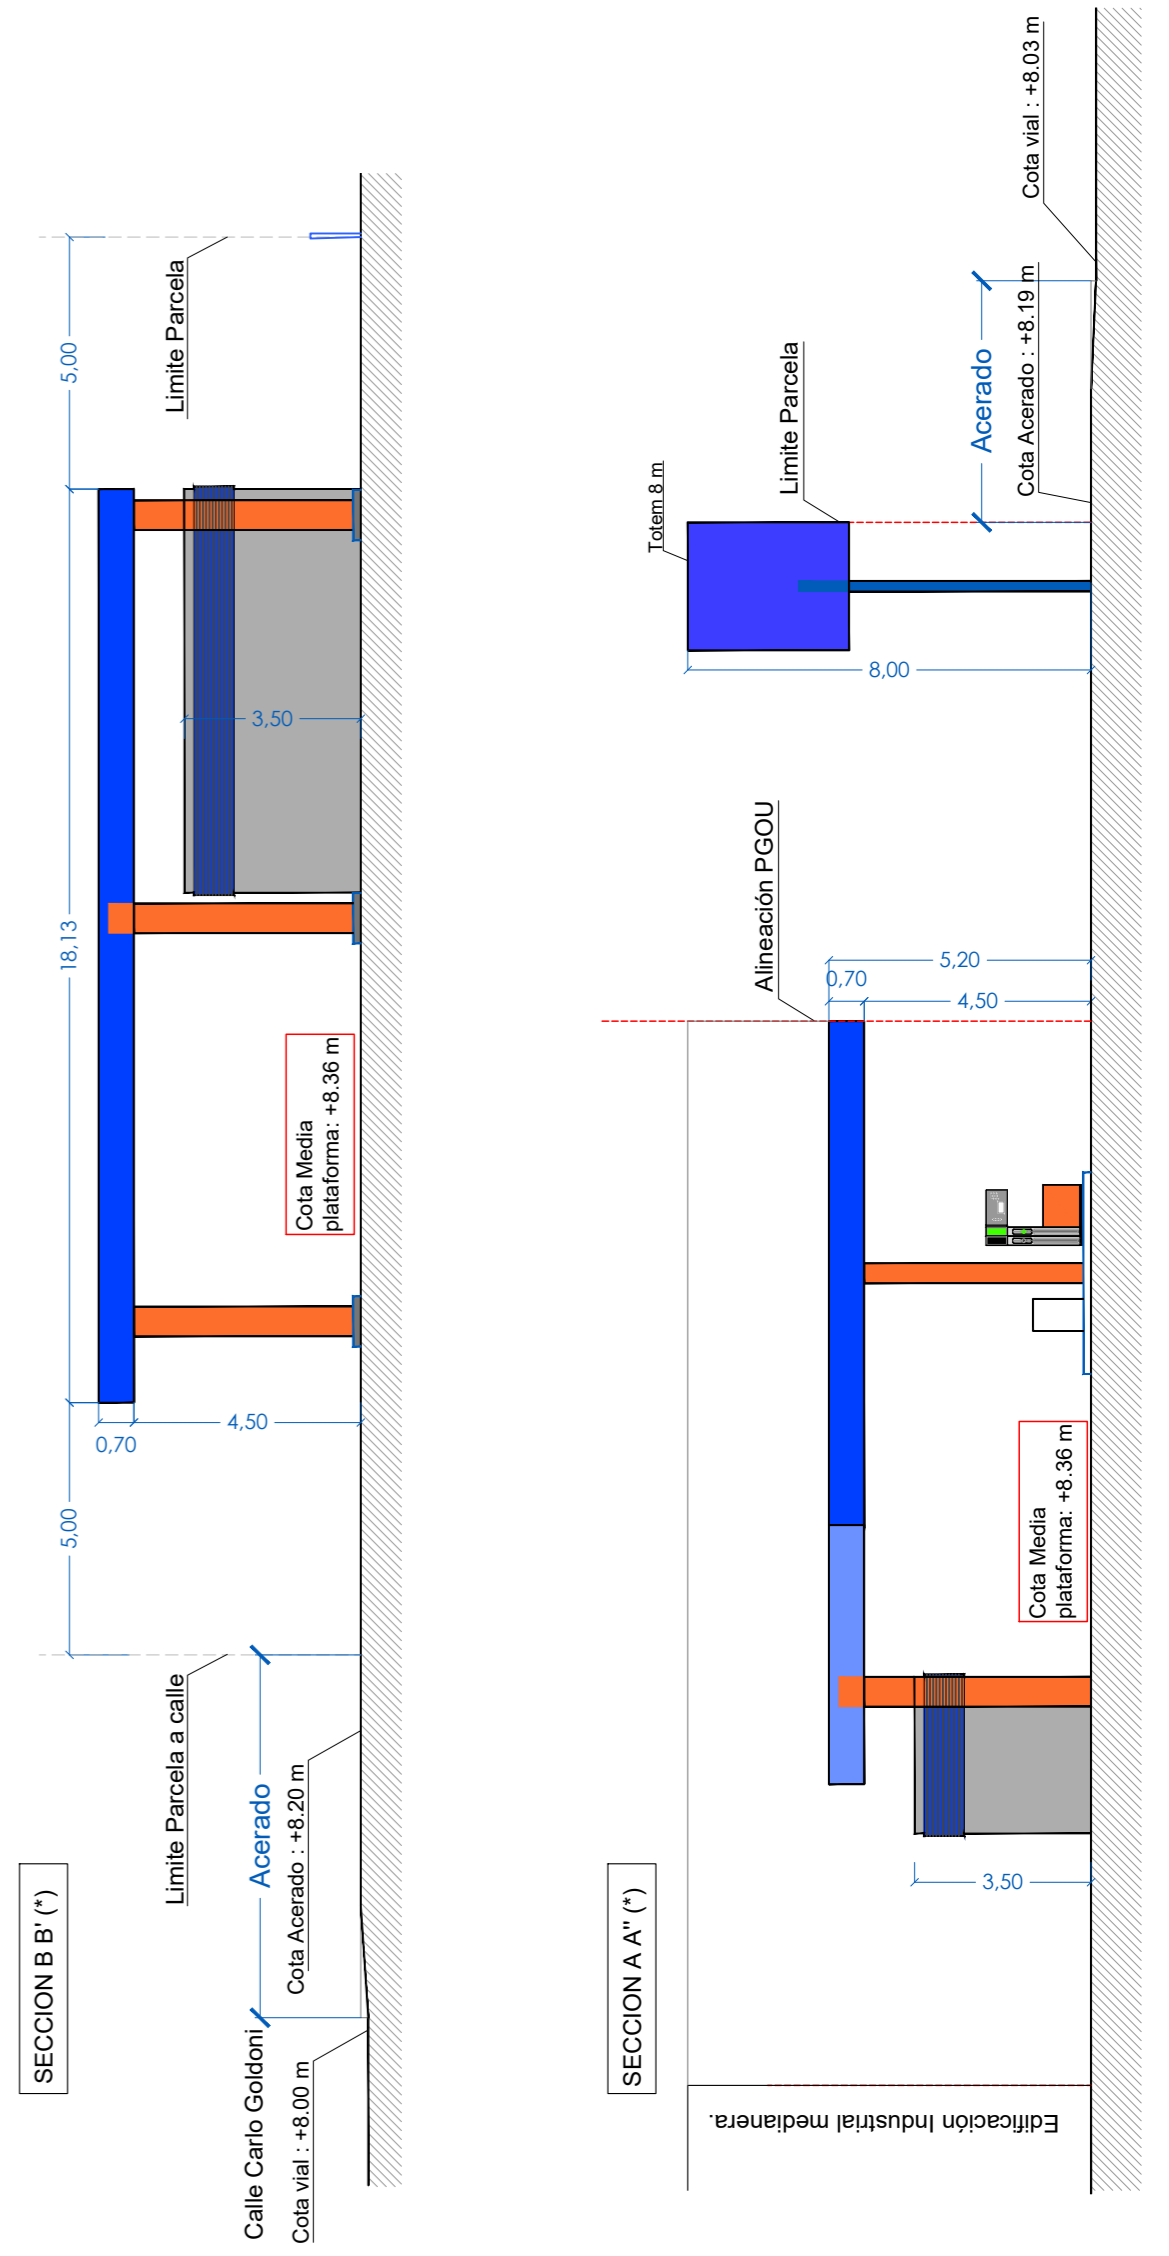 SECCION B B' (*)
Calle Carlo Goldoni
Cota vial : +8.00 m
Acerado
Cota Acerado : +8.20 m
Limite Parcela a calle
5,00
18,13
5,00
0,70
4,50
Cota Media
plataforma: +8.36 m
3,50
Limite Parcela
SECCION A A'' (*)
Edificación Industrial medianera.
3,50
Cota Media
plataforma: +8.36 m
Alineación PGOU
5,20
0,70
4,50
Totem 8 m
8,00
Limite Parcela
Acerado
Cota Acerado : +8.19 m
Cota vial : +8.03 m